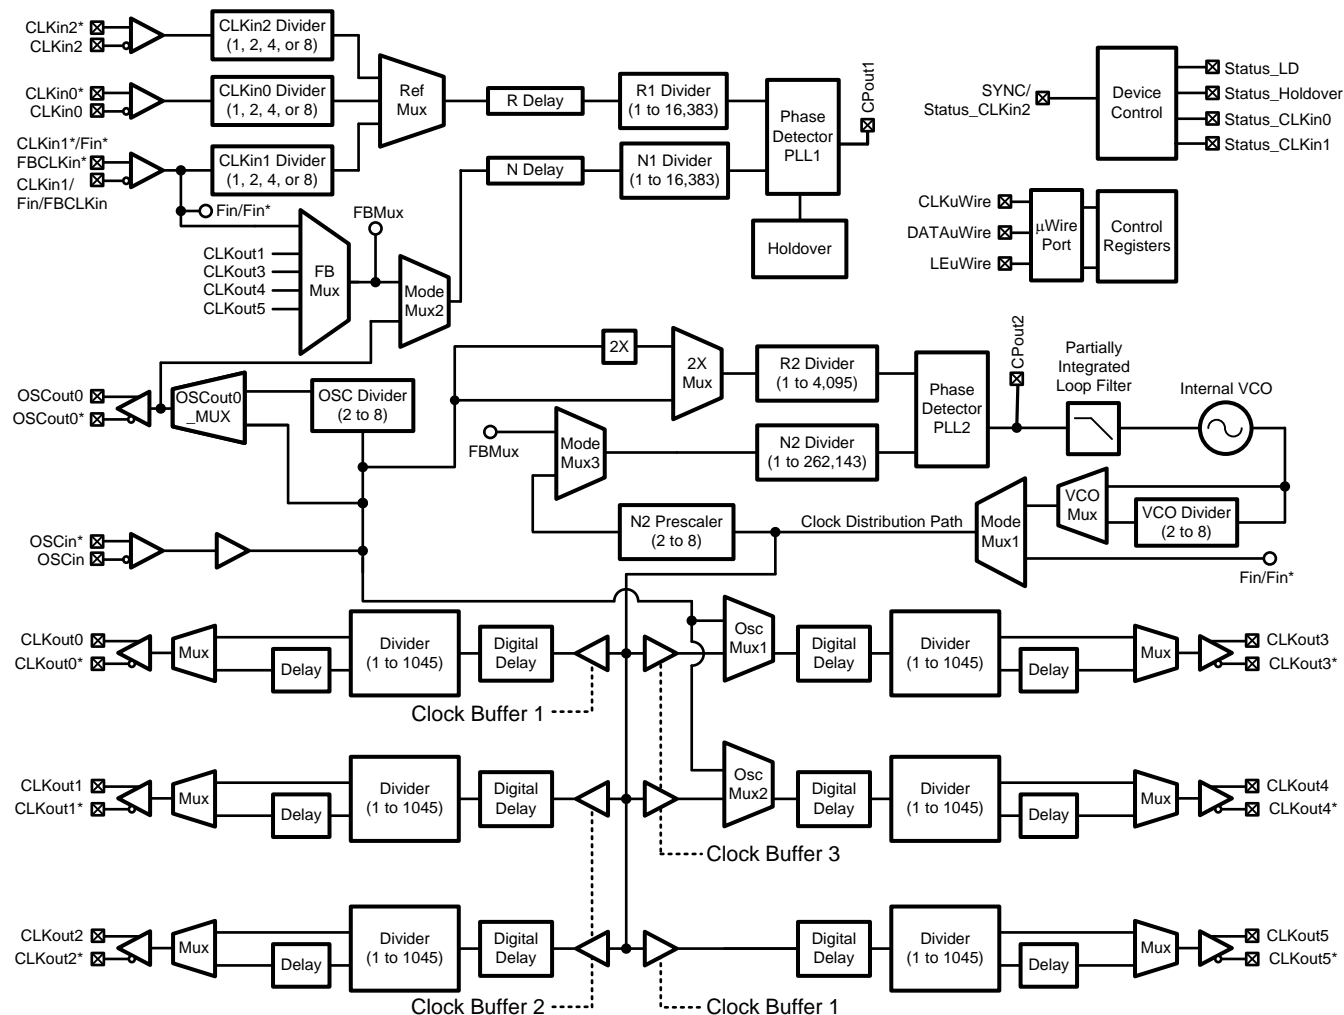 CLKin2*
CLKin2
CLKin2 Divider
(1, 2, 4, or 8)
CLKin0*
CLKin0
CLKin0 Divider
(1, 2, 4, or 8)
CLKin1*/Fin*
FBCLKin*
CLKin1/
Fin/FBCLKin
CLKin1 Divider
(1, 2, 4, or 8)
Fin/Fin*
Ref
Mux
R Delay
R1 Divider
(1 to 16,383)
N Delay
N1 Divider
(1 to 16,383)
Phase
Detector
PLL1
CPout1
Holdover
SYNC/
Status_CLKin2
Device
Control
Status_LD
Status_Holdover
Status_CLKin0
Status_CLKin1
CLKuWire
DATAuWire
LEuWire
µWire
Port
Control
Registers
FBMux
CLKout1
CLKout3
CLKout4
CLKout5
FB
Mux
Mode
Mux2
OSCout0
OSCout0*
OSCout0
_MUX
OSC Divider
(2 to 8)
2X
2X
Mux
R2 Divider
(1 to 4,095)
FBMux
Mode
Mux3
N2 Divider
(1 to 262,143)
Phase
Detector
PLL2
CPout2
Partially
Integrated
Loop Filter
Internal VCO
OSCin*
OSCin
N2 Prescaler
(2 to 8)
Clock Distribution Path
Mode
Mux1
VCO
Mux
VCO Divider
(2 to 8)
Fin/Fin*
CLKout0
CLKout0*
Mux
Delay
Divider
(1 to 1045)
Digital
Delay
Osc
Mux1
Digital
Delay
Divider
(1 to 1045)
Delay
Mux
CLKout3
CLKout3*
Clock Buffer 1
CLKout1
CLKout1*
Mux
Delay
Divider
(1 to 1045)
Digital
Delay
Osc
Mux2
Digital
Delay
Divider
(1 to 1045)
Delay
Mux
CLKout4
CLKout4*
Clock Buffer 3
CLKout2
CLKout2*
Mux
Delay
Divider
(1 to 1045)
Digital
Delay
Digital
Delay
Divider
(1 to 1045)
Delay
Mux
CLKout5
CLKout5*
Clock Buffer 2
Clock Buffer 1